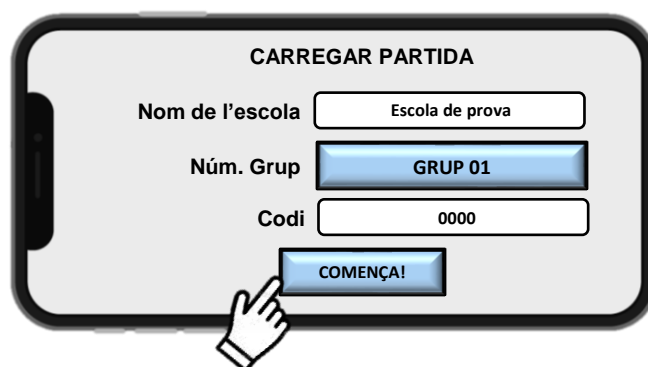 CARREGAR PARTIDA
Nom de l’escola Escola de prova
Núm. Grup GRUP 01
Codi 0000
COMENÇA!